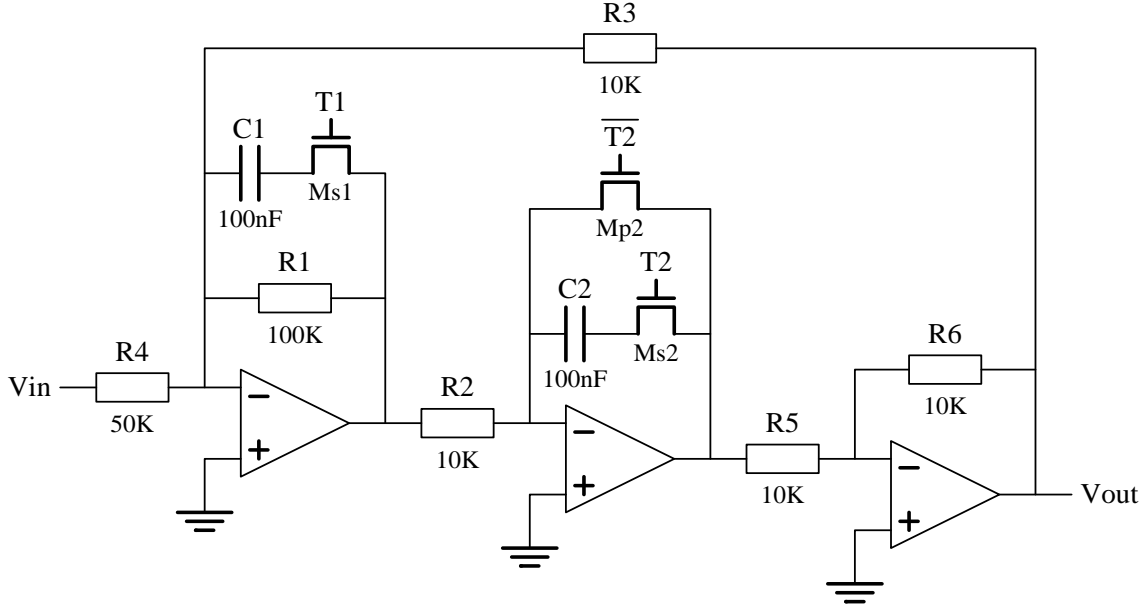 R3
10K
T1
C1
Ms1
100nF
T2
Mp2
R1
100K
T2
C2
Ms2
100nF
R4
Vin
50K
R2
10K
R6
10K
R5
10K
Vout